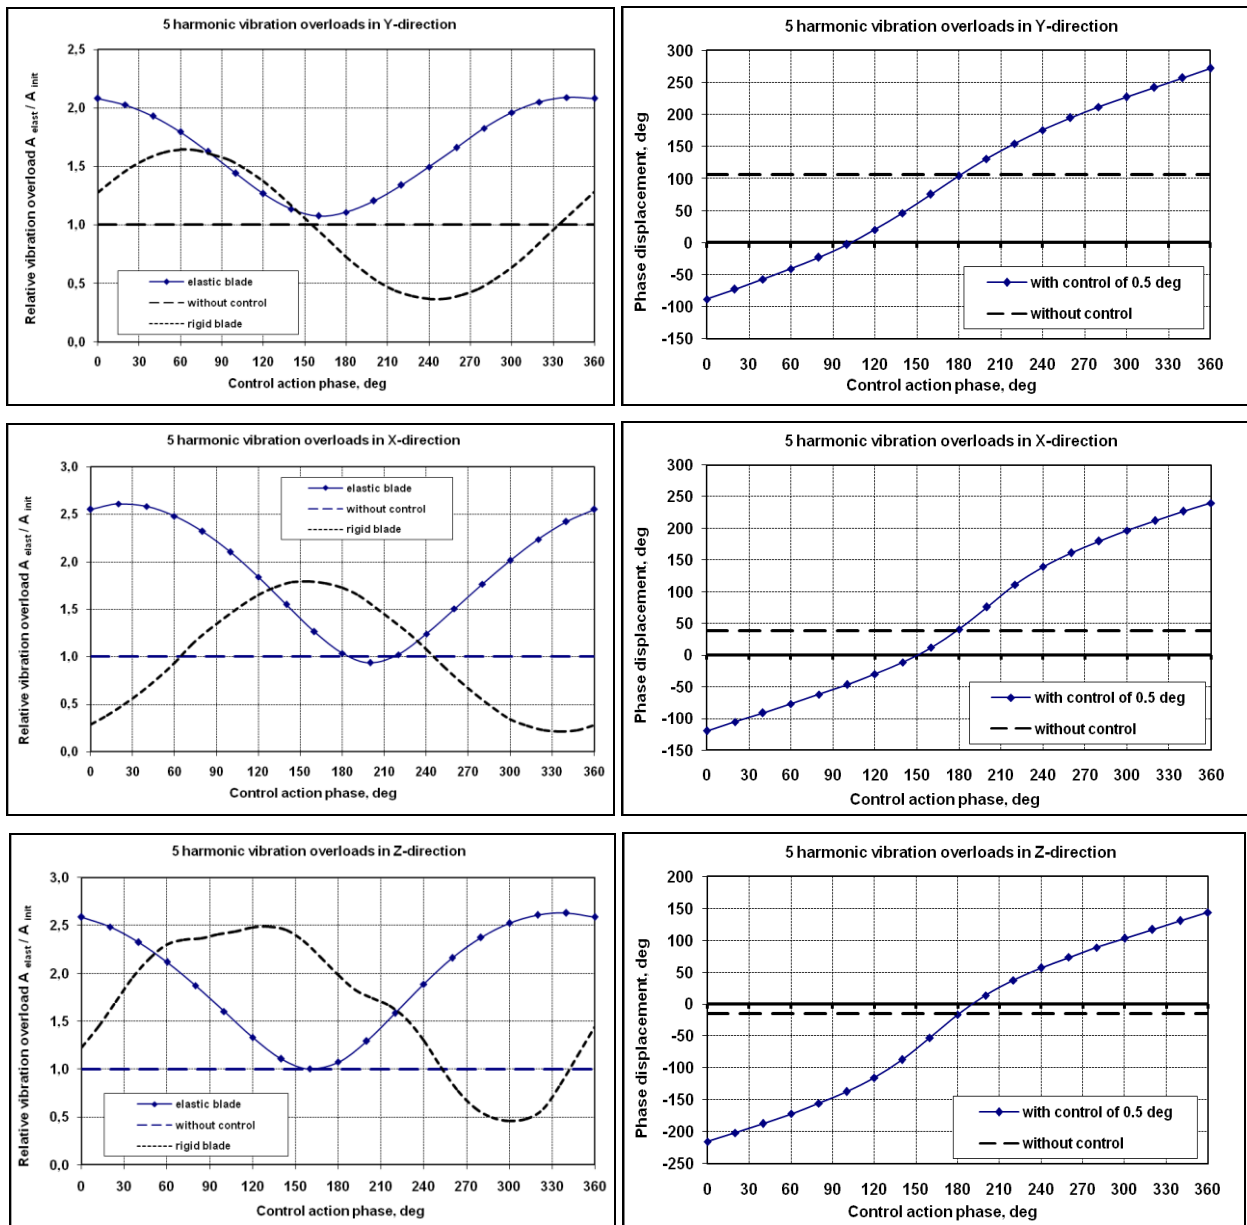 5 harmonic vibration overloads in Y-direction
Relative vibration overload A elast / A init
2,5
2,0
1,5
1,0
0,5
0,0
elastic blade
without control
rigid blade
0 30 60 90 120 150 180 210 240 270 300 330 360
Control action phase, deg
5 harmonic vibration overloads in Y-direction
Phase displacement, deg
300
250
200
150
100
50
0
-50
-100
-150
with control of 0.5 deg
without control
0 30 60 90 120 150 180 210 240 270 300 330 360
Control action phase, deg
5 harmonic vibration overloads in X-direction
Relative vibration overload A elast / A init
3,0
2,5
2,0
1,5
1,0
0,5
0,0
elastic blade
without control
rigid blade
0 30 60 90 120 150 180 210 240 270 300 330 360
Control action phase, deg
5 harmonic vibration overloads in X-direction
Phase displacement, deg
300
250
200
150
100
50
0
-50
-100
-150
with control of 0.5 deg
without control
0 30 60 90 120 150 180 210 240 270 300 330 360
Control action phase, deg
5 harmonic vibration overloads in Z-direction
Relative vibration overload A elast / A init
3,0
2,5
2,0
1,5
1,0
0,5
0,0
elastic blade
without control
rigid blade
0 30 60 90 120 150 180 210 240 270 300 330 360
Control action phase, deg
5 harmonic vibration overloads in Z-direction
Phase displacement, deg
200
150
100
50
0
-50
-100
-150
-200
-250
with control of 0.5 deg
without control
0 30 60 90 120 150 180 210 240 270 300 330 360
Control action phase, deg